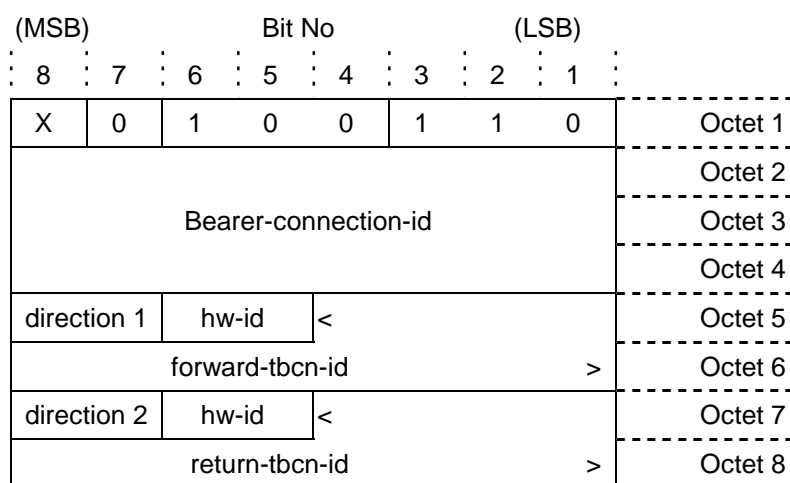 (MSB) Bit No (LSB)
8 7 6 5 4 3 2 1
X 0 1 0 0 1 1 0 Octet 1
Octet 2
Bearer-connection-id Octet 3
Octet 4
direction 1 hw-id < Octet 5
forward-tbcn-id > Octet 6
direction 2 hw-id < Octet 7
return-tbcn-id > Octet 8